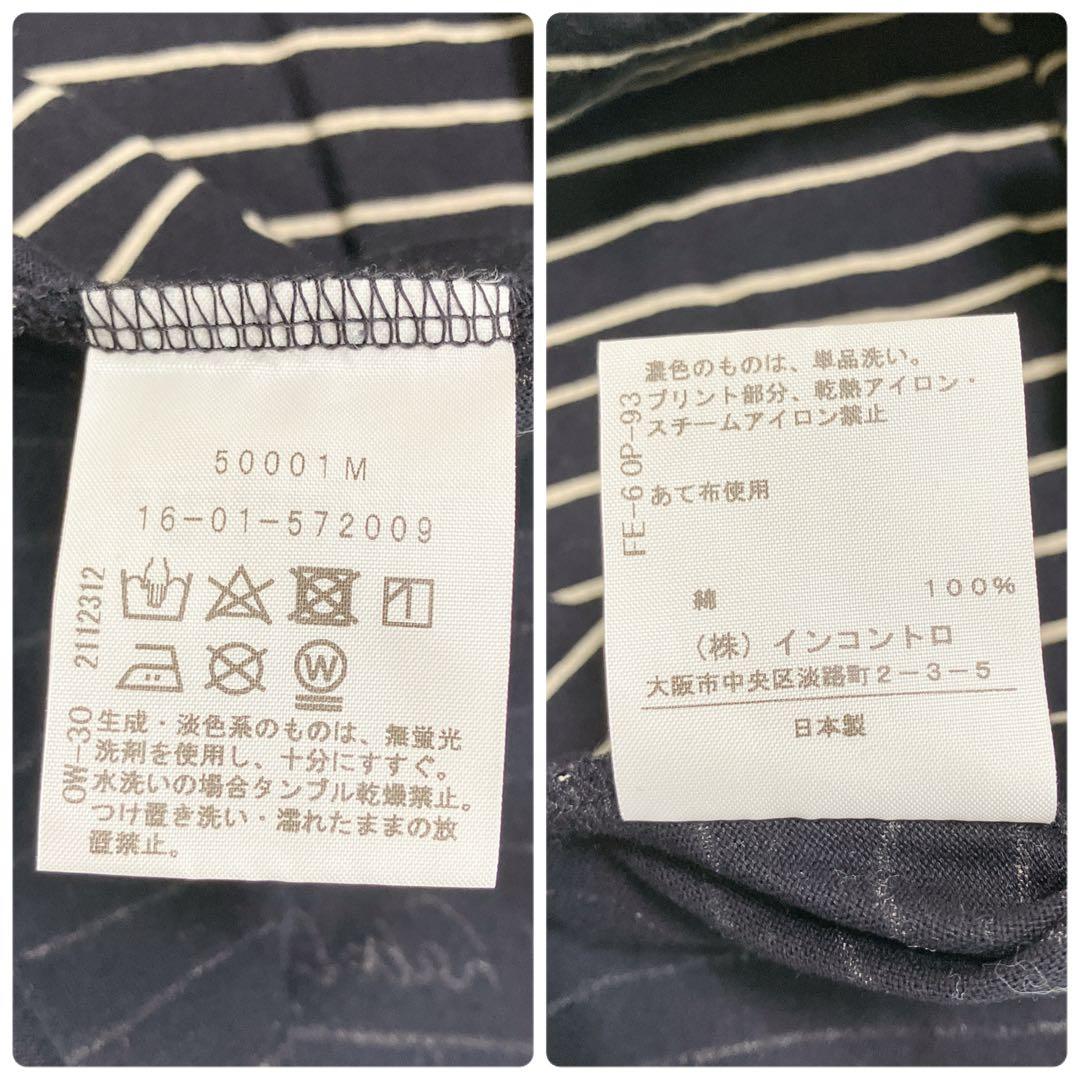 50001M
16-01-572009
2112312
W
OW-30
生成・淡色系のものは、無蛍光
洗剤を使用し、十分にすすぐ。
水洗いの場合タンブル乾燥禁止。
つけ置き洗い・濡れたままの放
置禁止。
濃色のものは、単品洗い。
プリント部分、乾熱アイロン・
スチームアイロン禁止
FE-6 OP-93
あて布使用
綿 100%
(株)インコントロ
大阪市中央区淡路町2-3-5
日本製